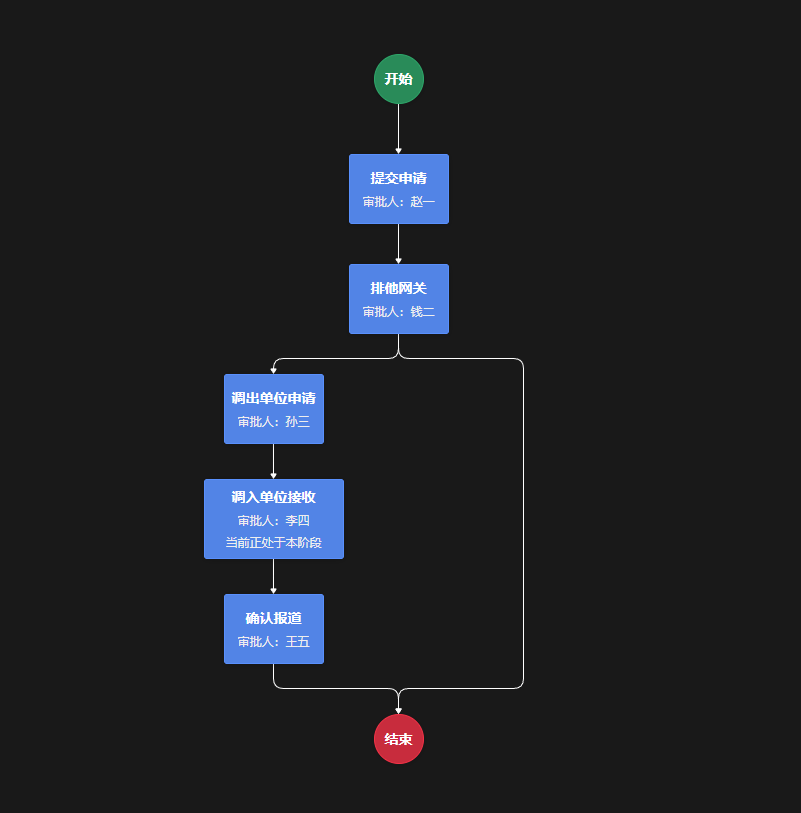 开始
提交申请
审批人：赵一
排他网关
审批人：钱二
调出单位申请
审批人：孙三
调入单位接收
审批人：李四
当前正处于本阶段
确认报道
审批人：王五
结束